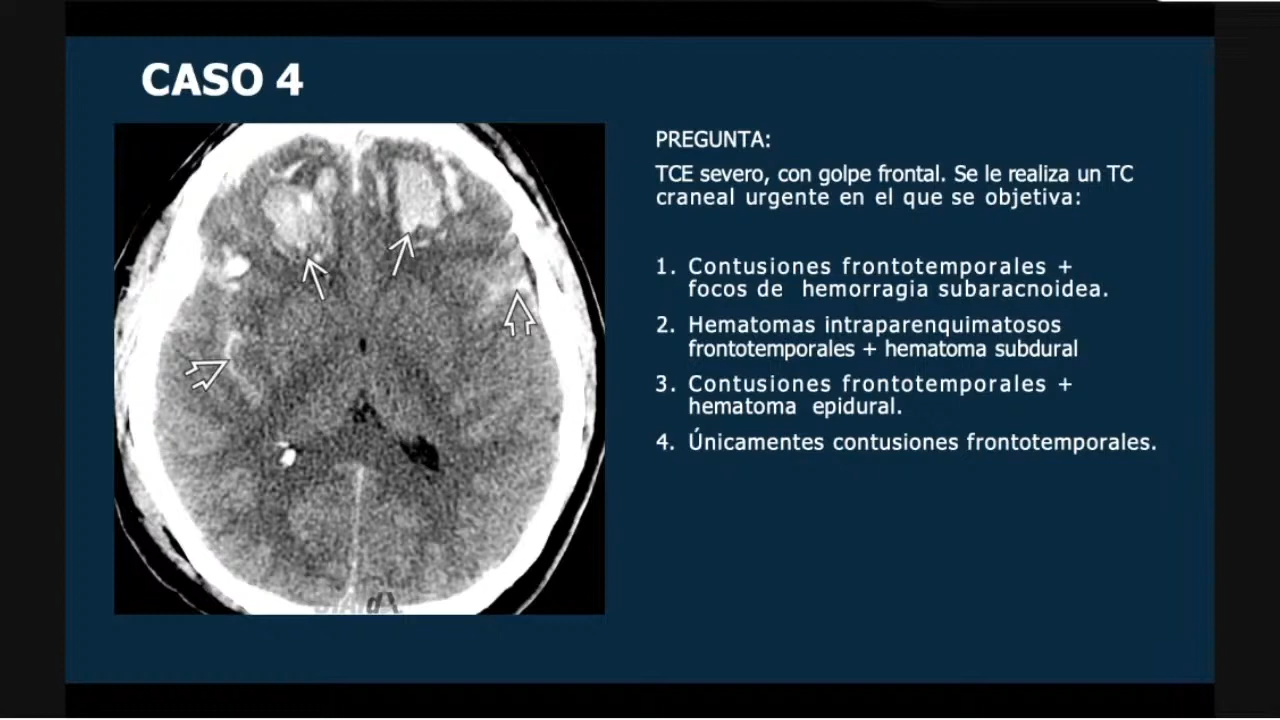 CASO 4
PREGUNTA:
TCE severo, con golpe frontal. Se le realiza un TC
craneal urgente en el que se objetiva:
1. Contusiones frontotemporales +
focos de hemorragia subaracnoidea.
2. Hematomas intraparenquimatosos
frontotemporales + hematoma subdural
3. Contusiones frontotemporales +
hematoma epidural.
4. Únicamentes contusiones frontotemporales.